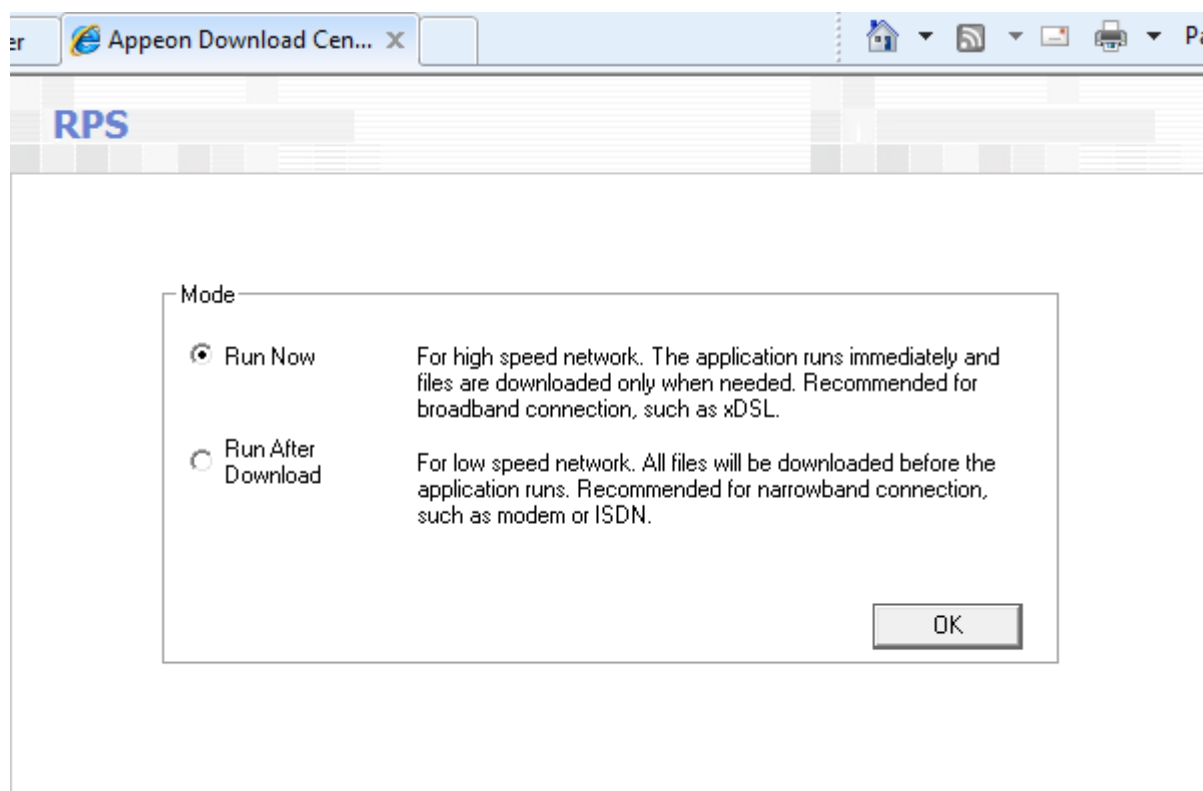 er
Appeon Download Cen...
RPS
Mode
Run Now
For high speed network. The application runs immediately and
files are downloaded only when needed. Recommended for
broadband connection, such as xDSL.
Run After
Download
For low speed network. All files will be downloaded before the
application runs. Recommended for narrowband connection,
such as modem or ISDN.
OK